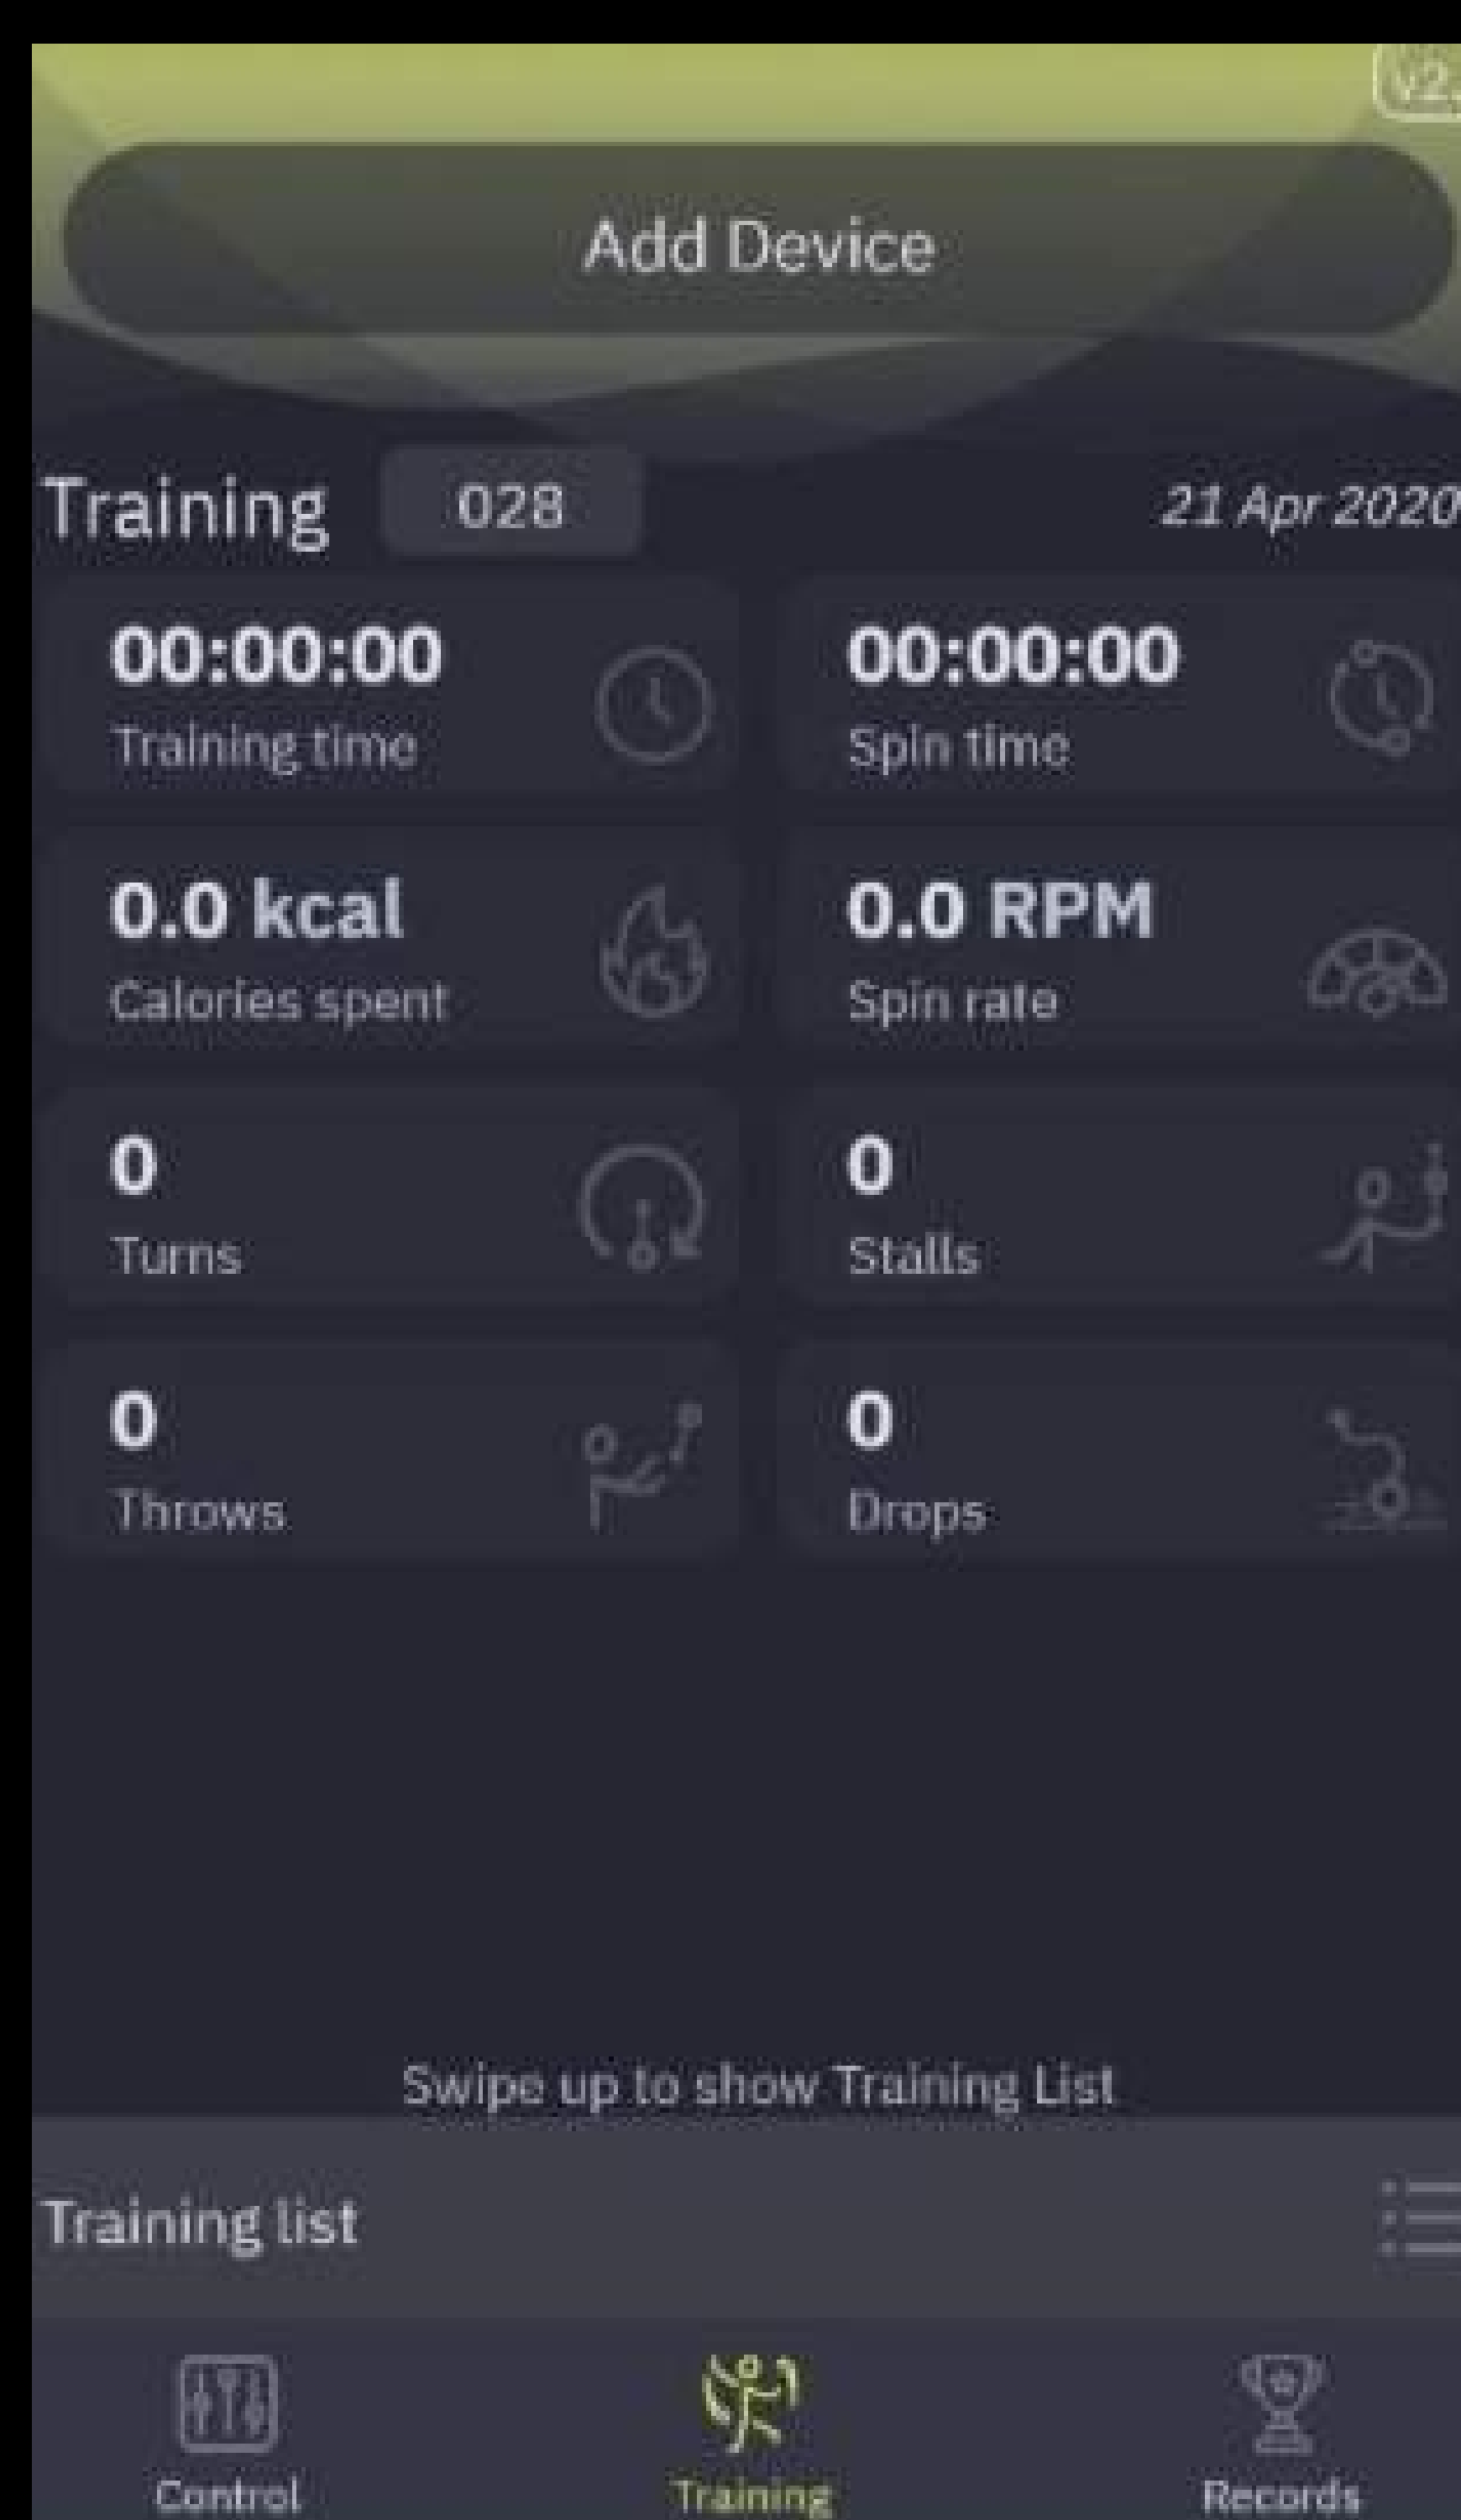 v2.
Add Device
Training 028 21 Apr 2020
00:00:00 00:00:00
Training time Spin time
0.0 kcal 0.0 RPM
Calories spent Spin rate
0 0
Turns Stalls
0 0
Throws Drops
Swipe up to show Training List
Training list
Control Training Records